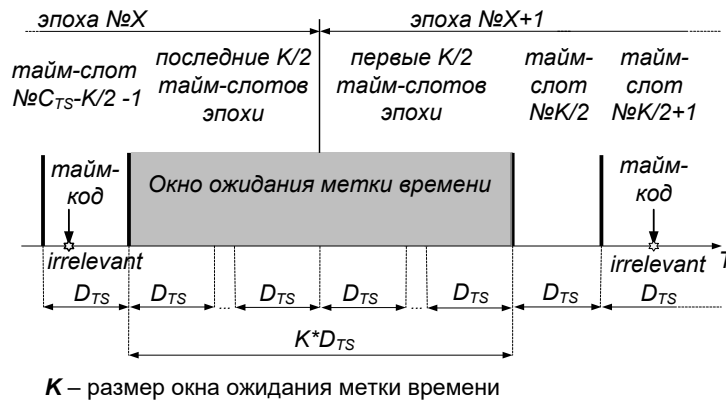 эпоха №X
эпоха №X+1
тайм-слот
№C_TS-K/2 -1
последние K/2
тайм-слотов
эпохи
первые K/2
тайм-слотов
эпохи
тайм-
слот
№K/2
тайм-
слот
№K/2+1
тайм-
код
Окно ожидания метки времени
тайм-
код
irrelevant
irrelevant
T
D_TS
D_TS
...
D_TS
D_TS
...
D_TS
D_TS
D_TS
K*D_TS
K – размер окна ожидания метки времени